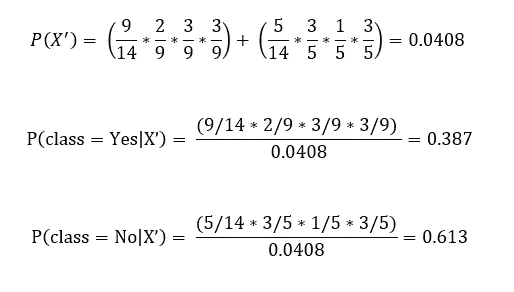 P(X′) = (9/14 * 2/9 * 3/9 * 3/9) + (5/14 * 3/5 * 1/5 * 3/5) = 0.0408
P(class = Yes|X’) = (9/14 * 2/9 * 3/9 * 3/9) / 0.0408 = 0.387
P(class = No|X’) = (5/14 * 3/5 * 1/5 * 3/5) / 0.0408 = 0.613